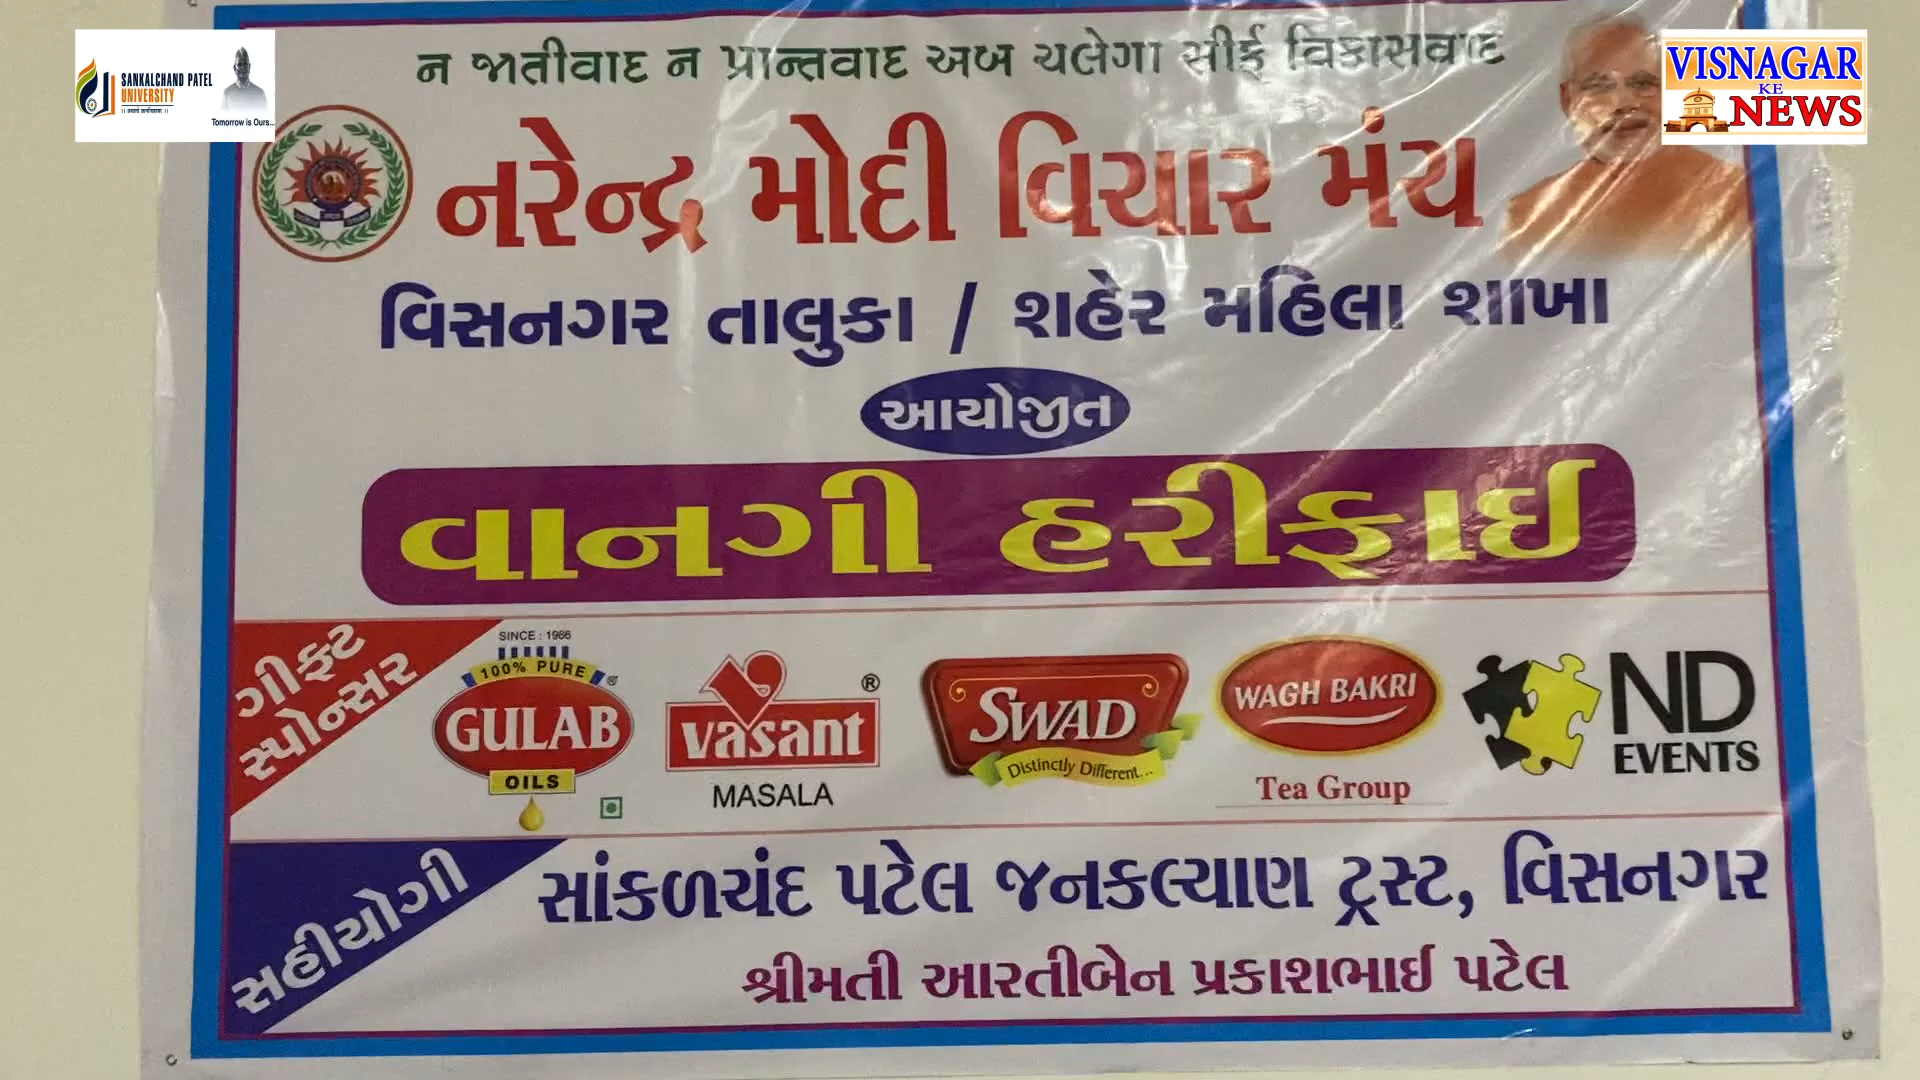 SANKALCHAND PATEL
UNIVERSITY
Tomorrow is Ours...
VISNAGAR
KE
NEWS
ન જાતીવાદ ન પ્રાન્તવાદ અબ ચલેગા સીર્ફ વિકાસવાદ
નરેન્દ્ર મોદી વિચાર મંચ
વિસનગર તાલુકા / શહેર મહિલા શાખા
આયોજીત
વાનગી હરીફાઈ
ગીફ્ટ
સ્પોન્સર
SINCE : 1966
100% PURE
GULAB
OILS
vasant ®
MASALA
SWAD
Distinctly Different...
WAGH BAKRI
Tea Group
ND
EVENTS
સહીયોગી
સાંકળચંદ પટેલ જનકલ્યાણ ટ્રસ્ટ, વિસનગર
શ્રીમતી આરતીબેન પ્રકાશભાઈ પટેલ